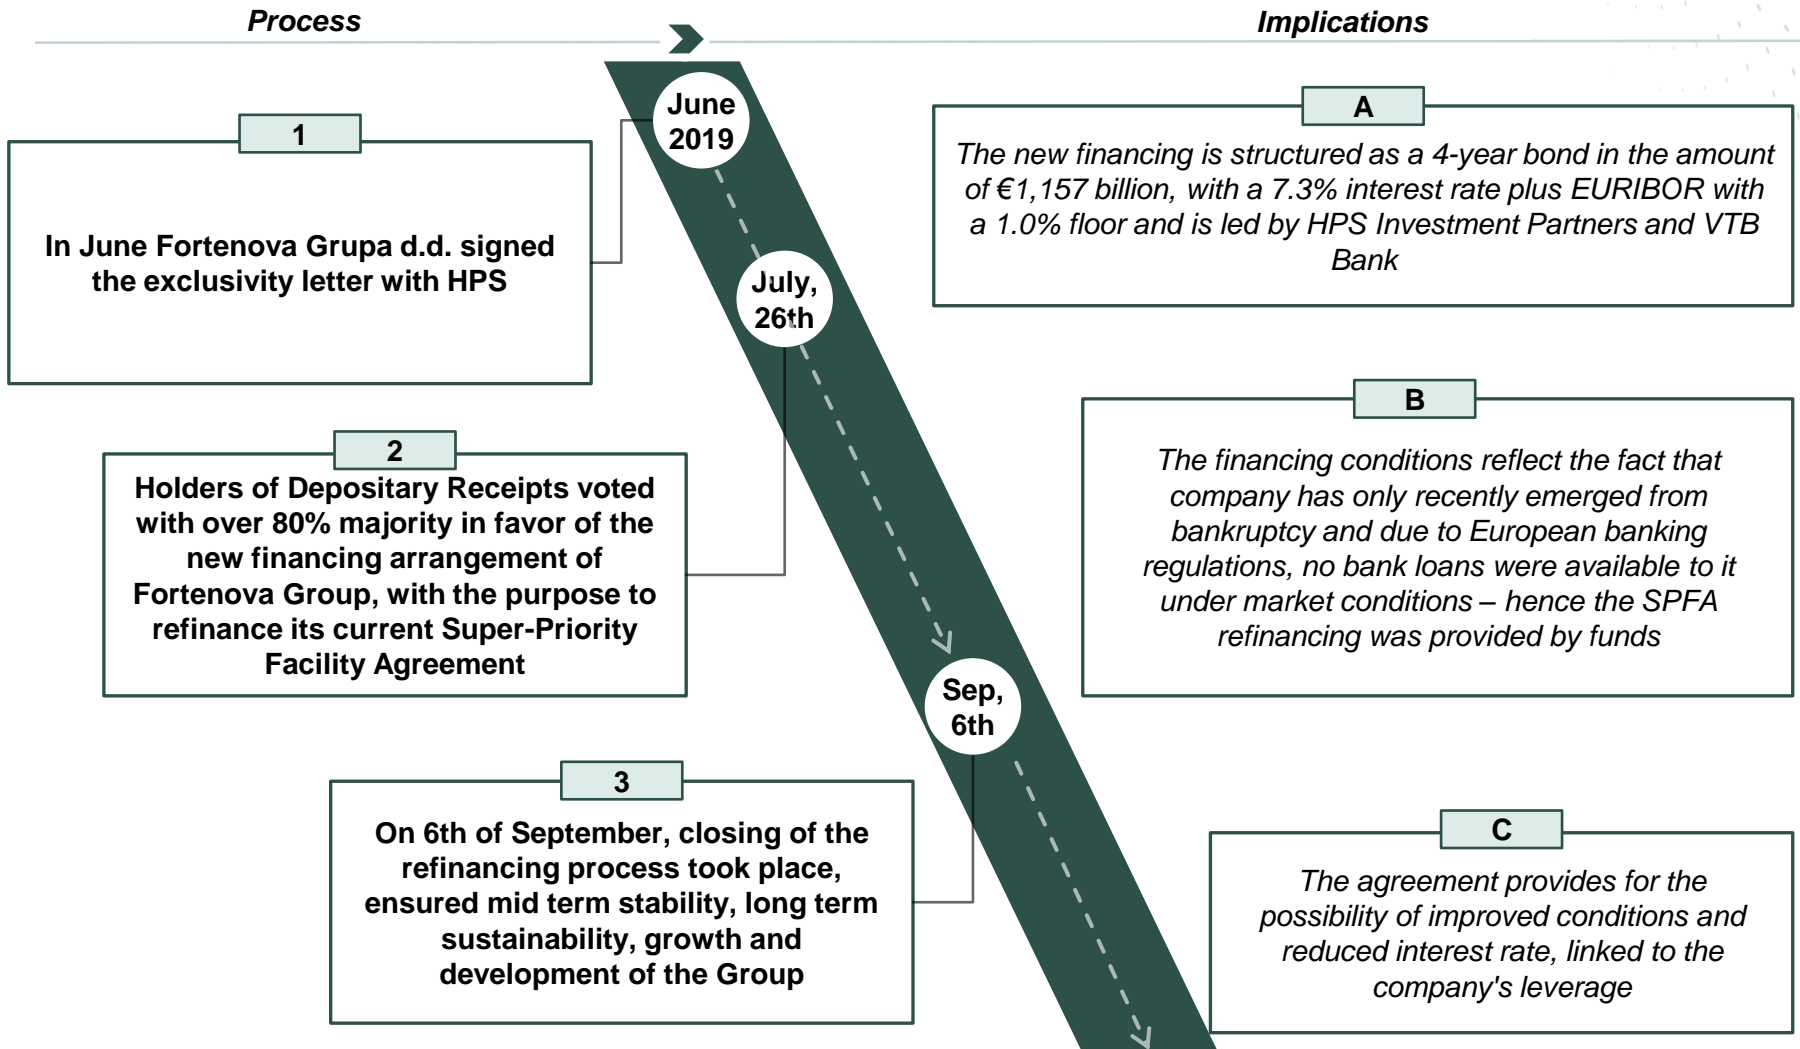 Process
Implications
June
2019
1
In June Fortenova Grupa d.d. signed
the exclusivity letter with HPS
A
The new financing is structured as a 4-year bond in the amount
of €1,157 billion, with a 7.3% interest rate plus EURIBOR with
a 1.0% floor and is led by HPS Investment Partners and VTB
Bank
July,
26th
2
Holders of Depositary Receipts voted
with over 80% majority in favor of the
new financing arrangement of
Fortenova Group, with the purpose to
refinance its current Super-Priority
Facility Agreement
B
The financing conditions reflect the fact that
company has only recently emerged from
bankruptcy and due to European banking
regulations, no bank loans were available to it
under market conditions – hence the SPFA
refinancing was provided by funds
Sep,
6th
3
On 6th of September, closing of the
refinancing process took place,
ensured mid term stability, long term
sustainability, growth and
development of the Group
C
The agreement provides for the
possibility of improved conditions and
reduced interest rate, linked to the
company's leverage